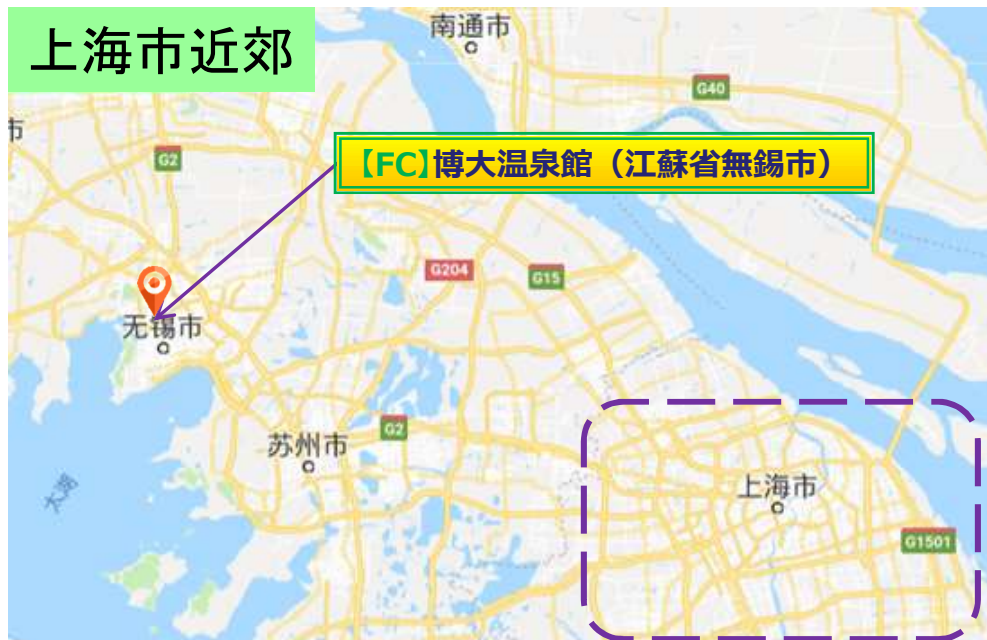 上海市近郊
南通市
G40
市
G2
【FC】博大温泉館（江蘇省無錫市）
G204
G15
无锡市
G2
苏州市
上海市
太湖
G1501